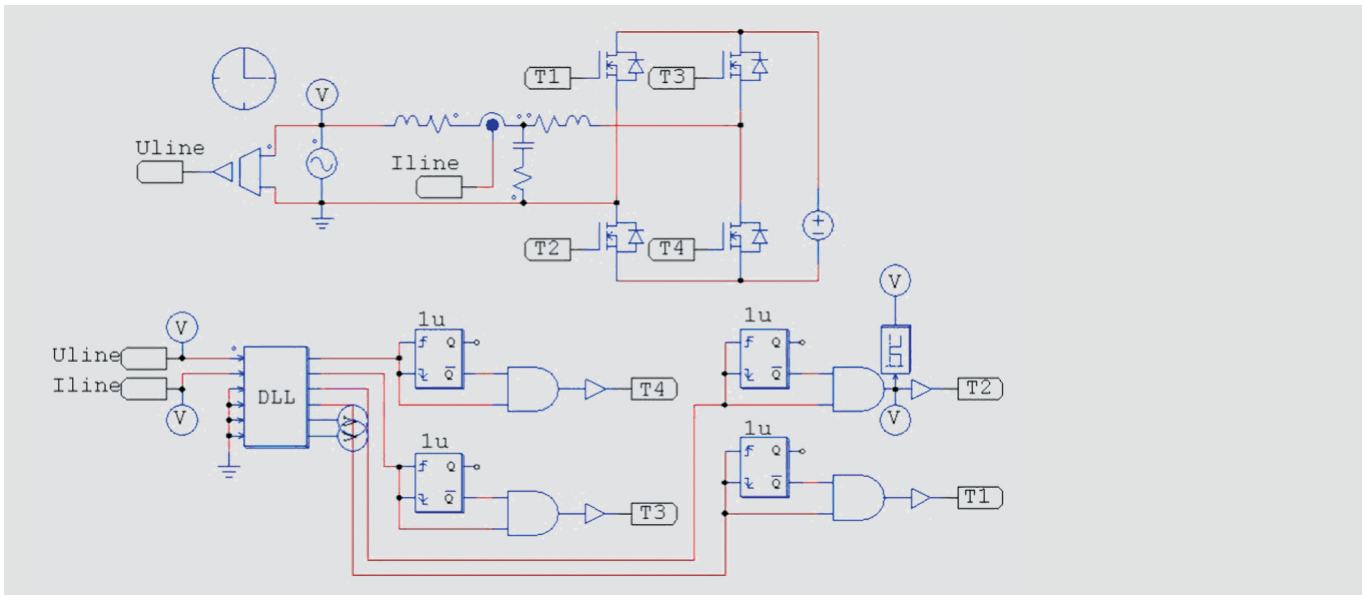 T1
T3
V
Uline
Iline
T2
T4
V
V
Uline
Iline
V
DLL
V
V
1u
Q
Q
T4
1u
Q
Q
T3
1u
Q
Q
T2
V
1u
Q
Q
T1